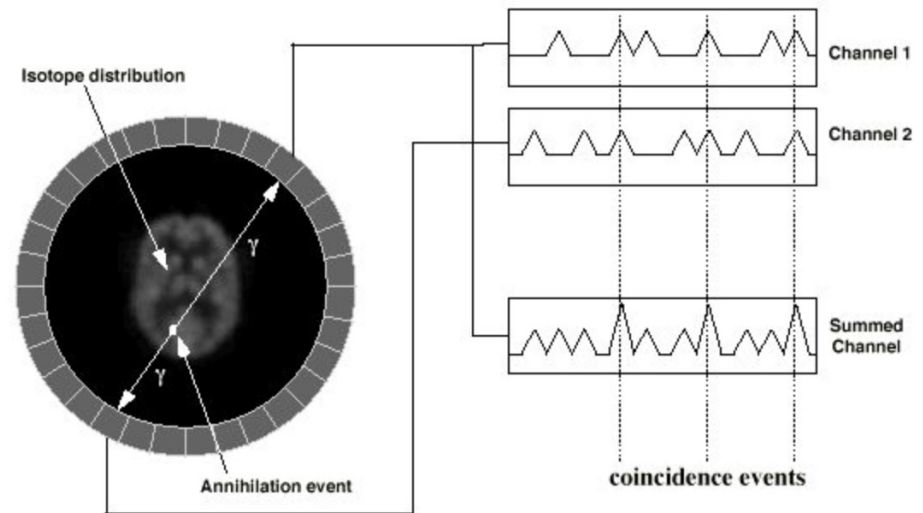 Isotope distribution
γ
γ
Annihilation event
Channel 1
Channel 2
Summed
Channel
coincidence events